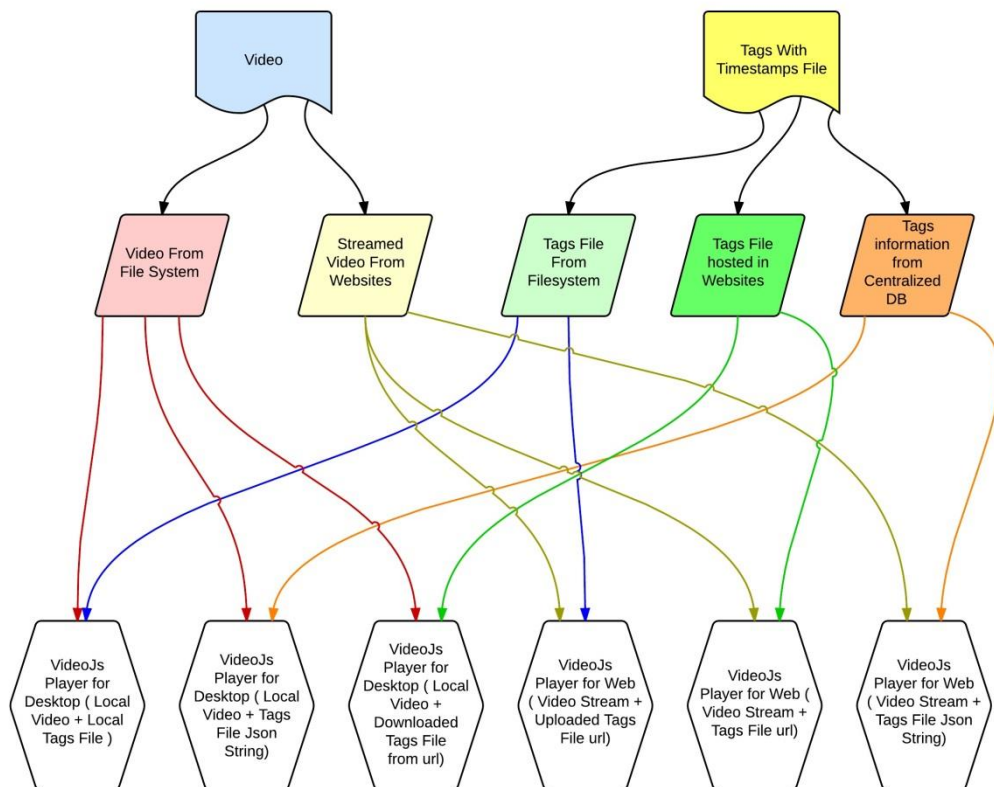 Video
Tags With
Timestamps File
Video From
File System
Streamed
Video From
Websites
Tags File
From
Filesystem
Tags File
hosted in
Websites
Tags
information
from
Centralized
DB
VideoJs
Player for
Desktop ( Local
Video + Local
Tags File )
VideoJs
Player for
Desktop ( Local
Video + Tags
File Json
String)
VideoJs
Player for
Desktop ( Local
Video +
Downloaded
Tags File
from url)
VideoJs
Player for Web
( Video Stream +
Uploaded Tags
File url)
VideoJs
Player for Web (
Video Stream +
Tags File url)
VideoJs
Player for Web
( Video Stream +
Tags File Json
String)